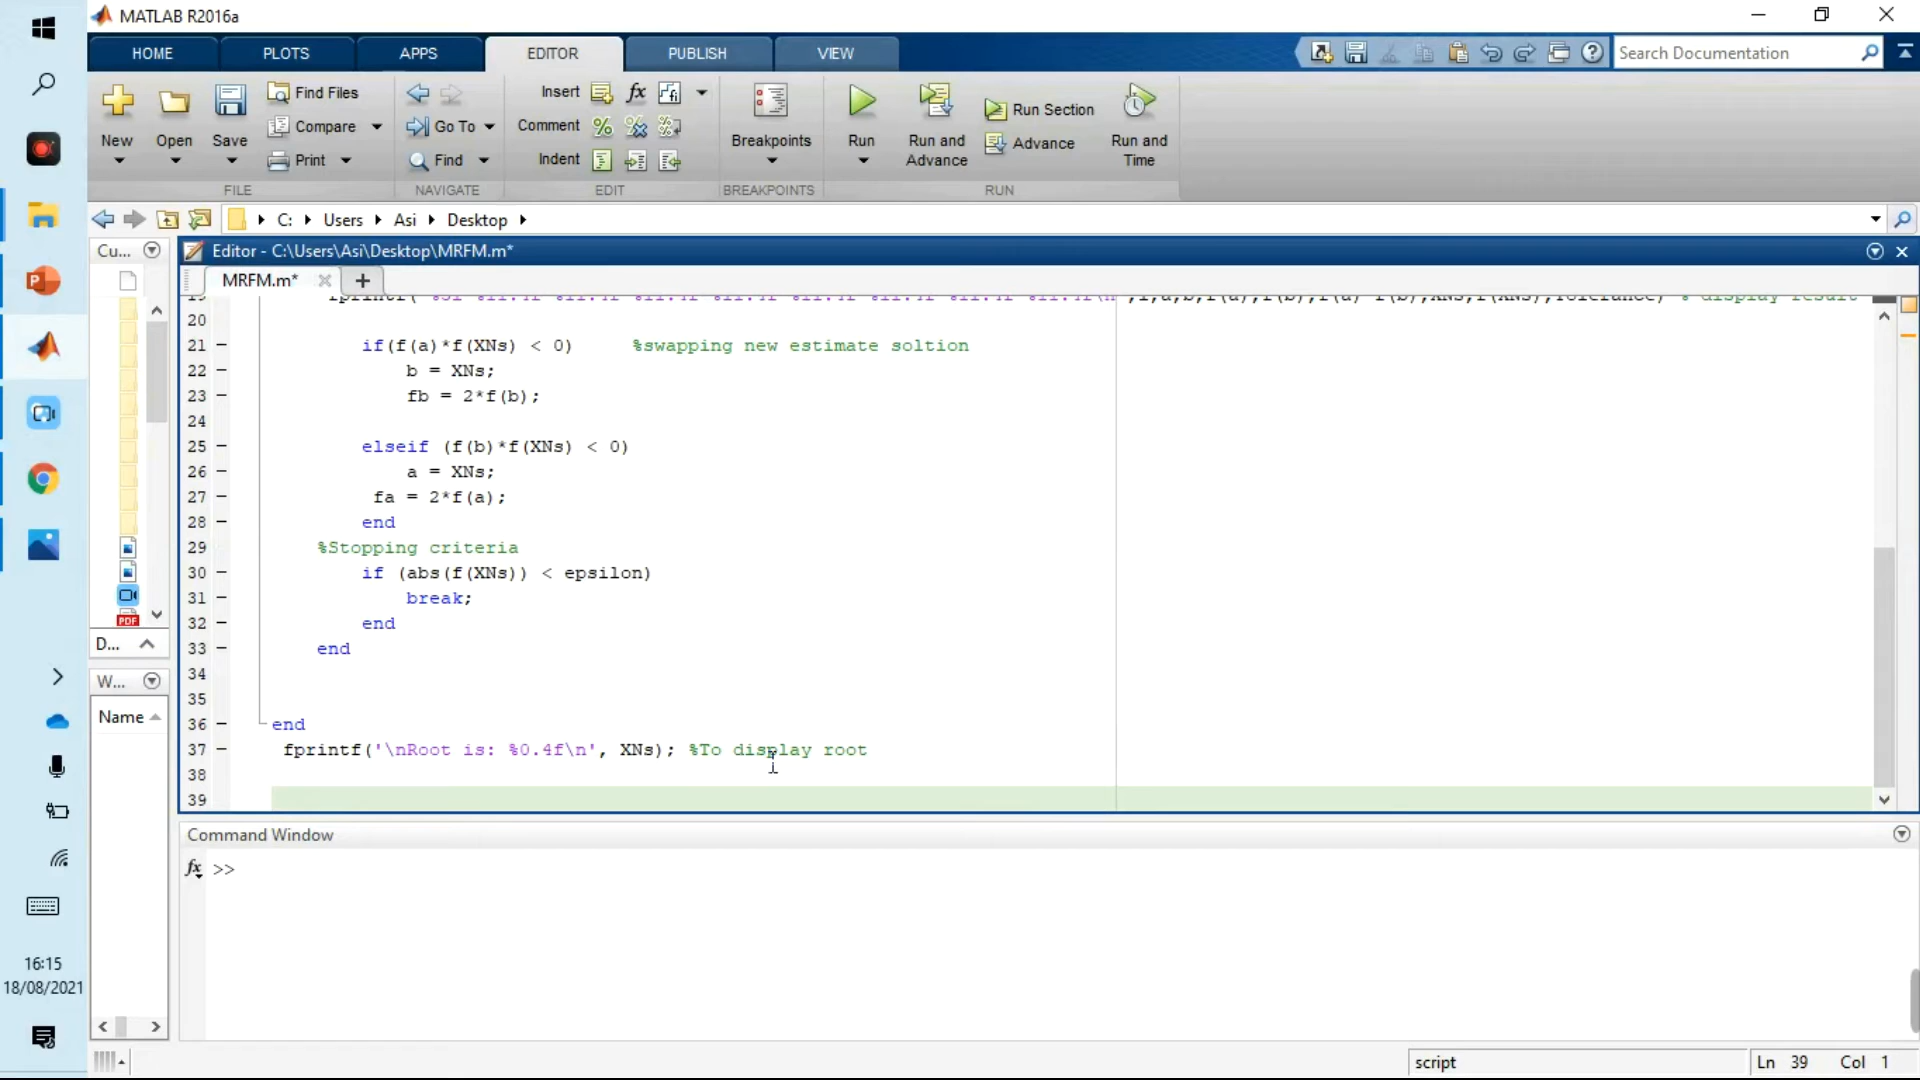 MATLAB R2016a
HOME PLOTS APPS EDITOR PUBLISH VIEW
Search Documentation
New Open Save Find Files Compare Print
Go To Find
Insert fx Comment Indent
Breakpoints
Run Run and Advance Run Section Advance Run and Time
FILE NAVIGATE EDIT BREAKPOINTS RUN
C: Users Asi Desktop
Cu...
Editor - C:\Users\Asi\Desktop\MRFM.m*
MRFM.m*
20
21 if(f(a)*f(XNs) < 0) %swapping new estimate soltion
22 b = XNs;
23 fb = 2*f(b);
24
25 elseif (f(b)*f(XNs) < 0)
26 a = XNs;
27 fa = 2*f(a);
28 end
29 %Stopping criteria
30 if (abs(f(XNs)) < epsilon)
31 break;
32 end
33 end
34
35
36 end
37 fprintf('\nRoot is: %0.4f\n', XNs); %To display root
38
39
PDF
D...
W...
Name
Command Window
fx >>
16:15
18/08/2021
script Ln 39 Col 1